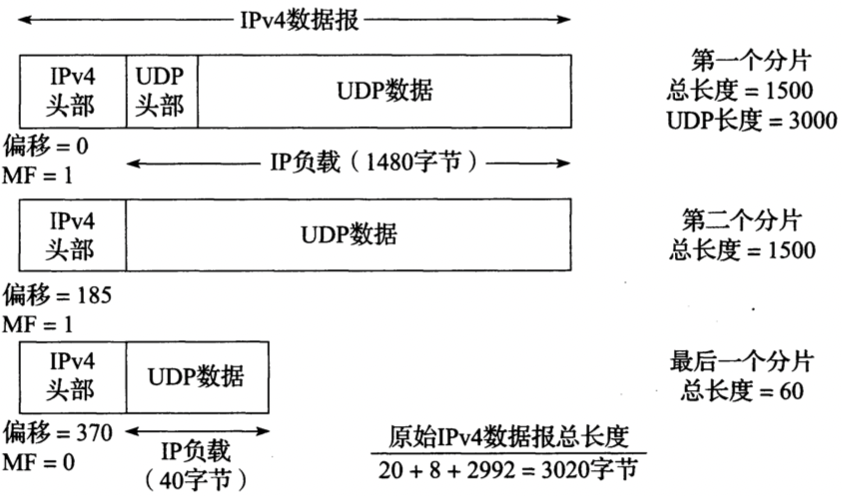 IPv4数据报
IPv4
头部
UDP
头部
UDP数据
第一个分片
总长度 = 1500
UDP长度 = 3000
偏移 = 0
MF = 1
IP负载（1480字节）
IPv4
头部
UDP数据
第二个分片
总长度 = 1500
偏移 = 185
MF = 1
IPv4
头部
UDP数据
最后一个分片
总长度 = 60
偏移 = 370
MF = 0
IP负载
（40字节）
原始IPv4数据报总长度
20 + 8 + 2992 = 3020字节